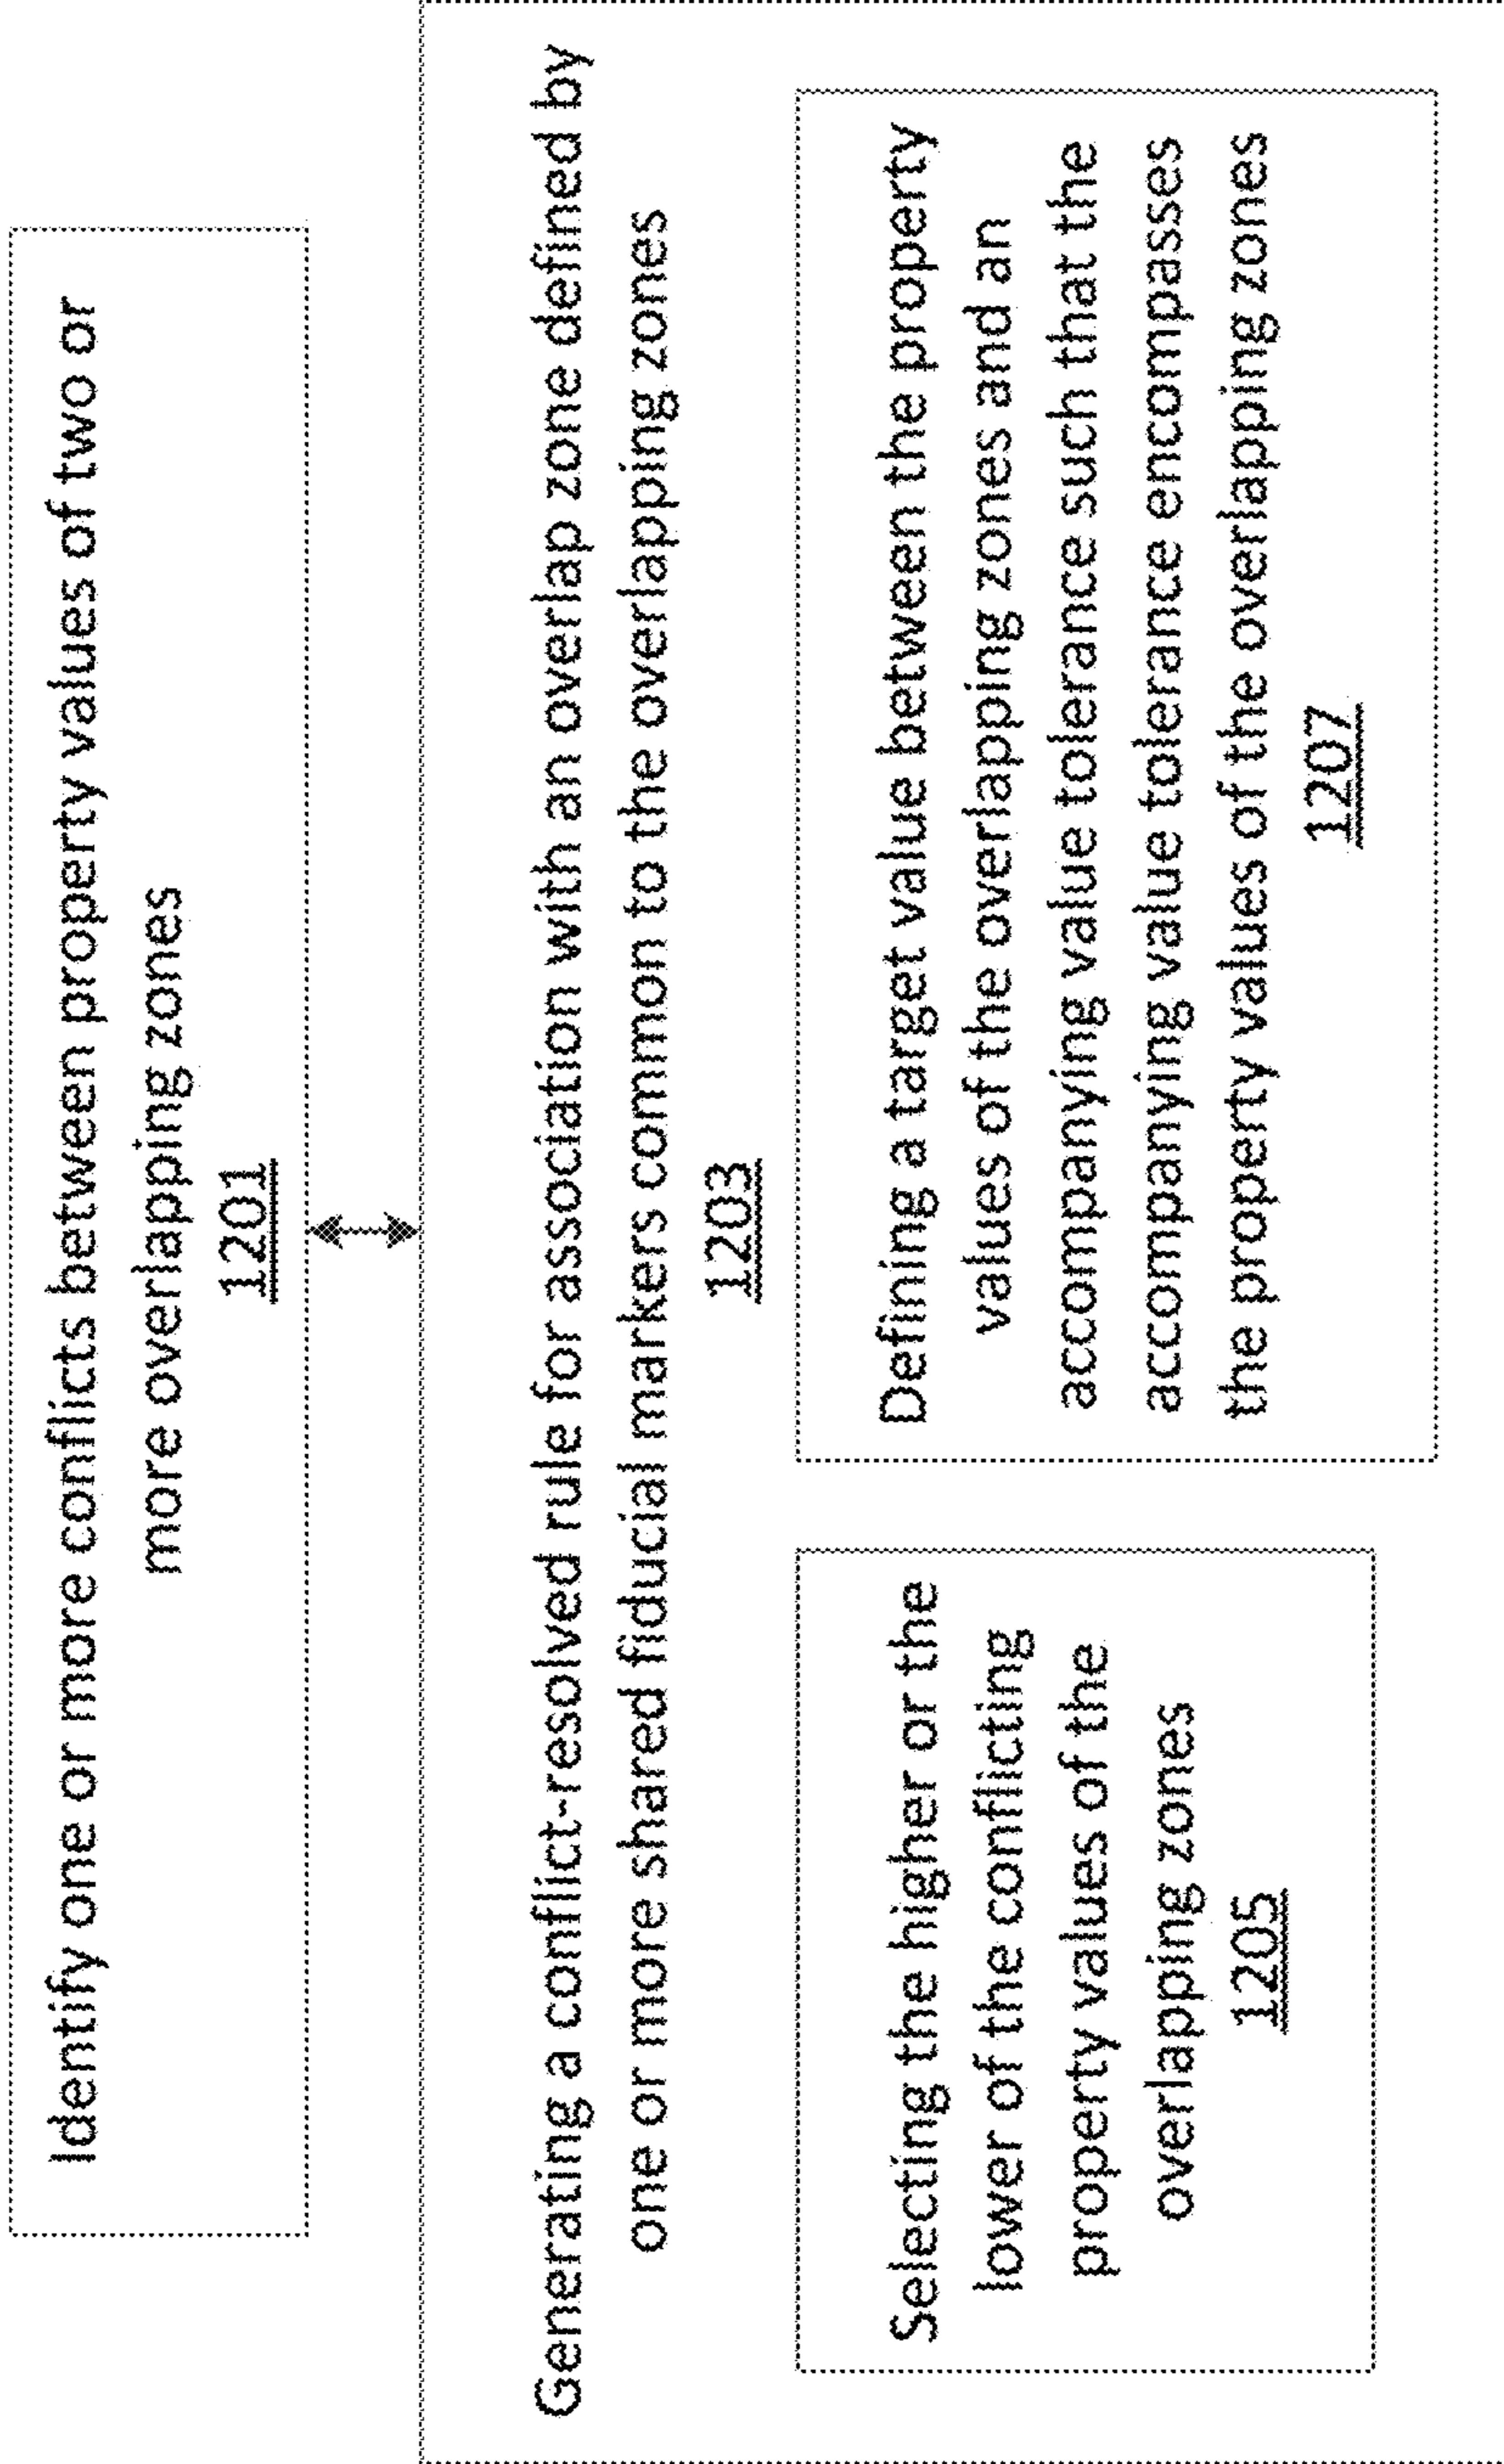 Identify one or more conflicts between property values of two or
more overlapping zones
1201
Generating a conflict-resolved rule for association with an overlap zone defined by
one or more shared fiducial markers common to the overlapping zones
1203
Selecting the higher or the
lower of the conflicting
property values of the
overlapping zones
1205
Defining a target value between the property
values of the overlapping zones and an
accompanying value tolerance such that the
accompanying value tolerance encompasses
the property values of the overlapping zones
1207